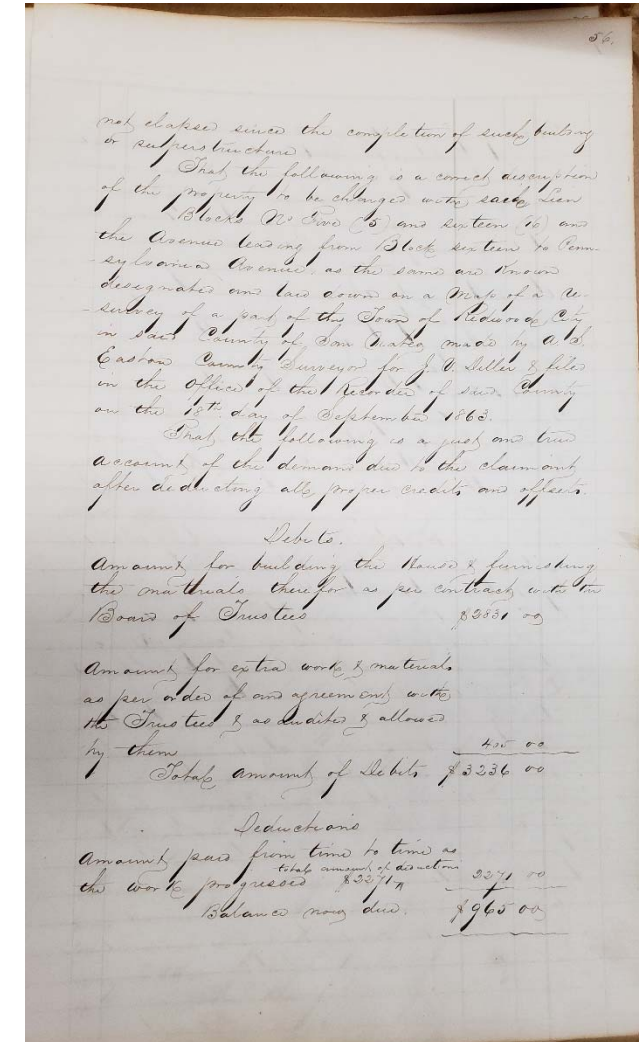 56.
not elapsed since the completion of such building
or superstructure
That the following is a correct description
of the property to be charged with said Lien
Blocks No Five (5) and sixteen (16) and
the Avenue leading from Block sixteen to Penn-
-sylvania Avenue as the same are known
designated and laid down on a Map of a re-
-survey of a part of the Town of Redwood City
in said County of San Mateo made by A. S.
Easton County Surveyor for J. V. Diller & filed
in the Office of the Recorder of said County
on the 18th day of September 1863.
That the following is a just and true
account of the demand due to the claimant
after deducting all proper credits and offsets.
Debits.
Amount for building the House & furnishing
the materials therefor as per contract with the
Board of Trustees $2831 00
Amount for extra work & materials
as per order of and agreement with
the Trustees & as audited & allowed
by them 405 00
Total amount of Debits $3236 00
Deductions
Amount paid from time to time as
total amount of deductions
the work progressed $2271 2271 00
Balance now due. $965 00